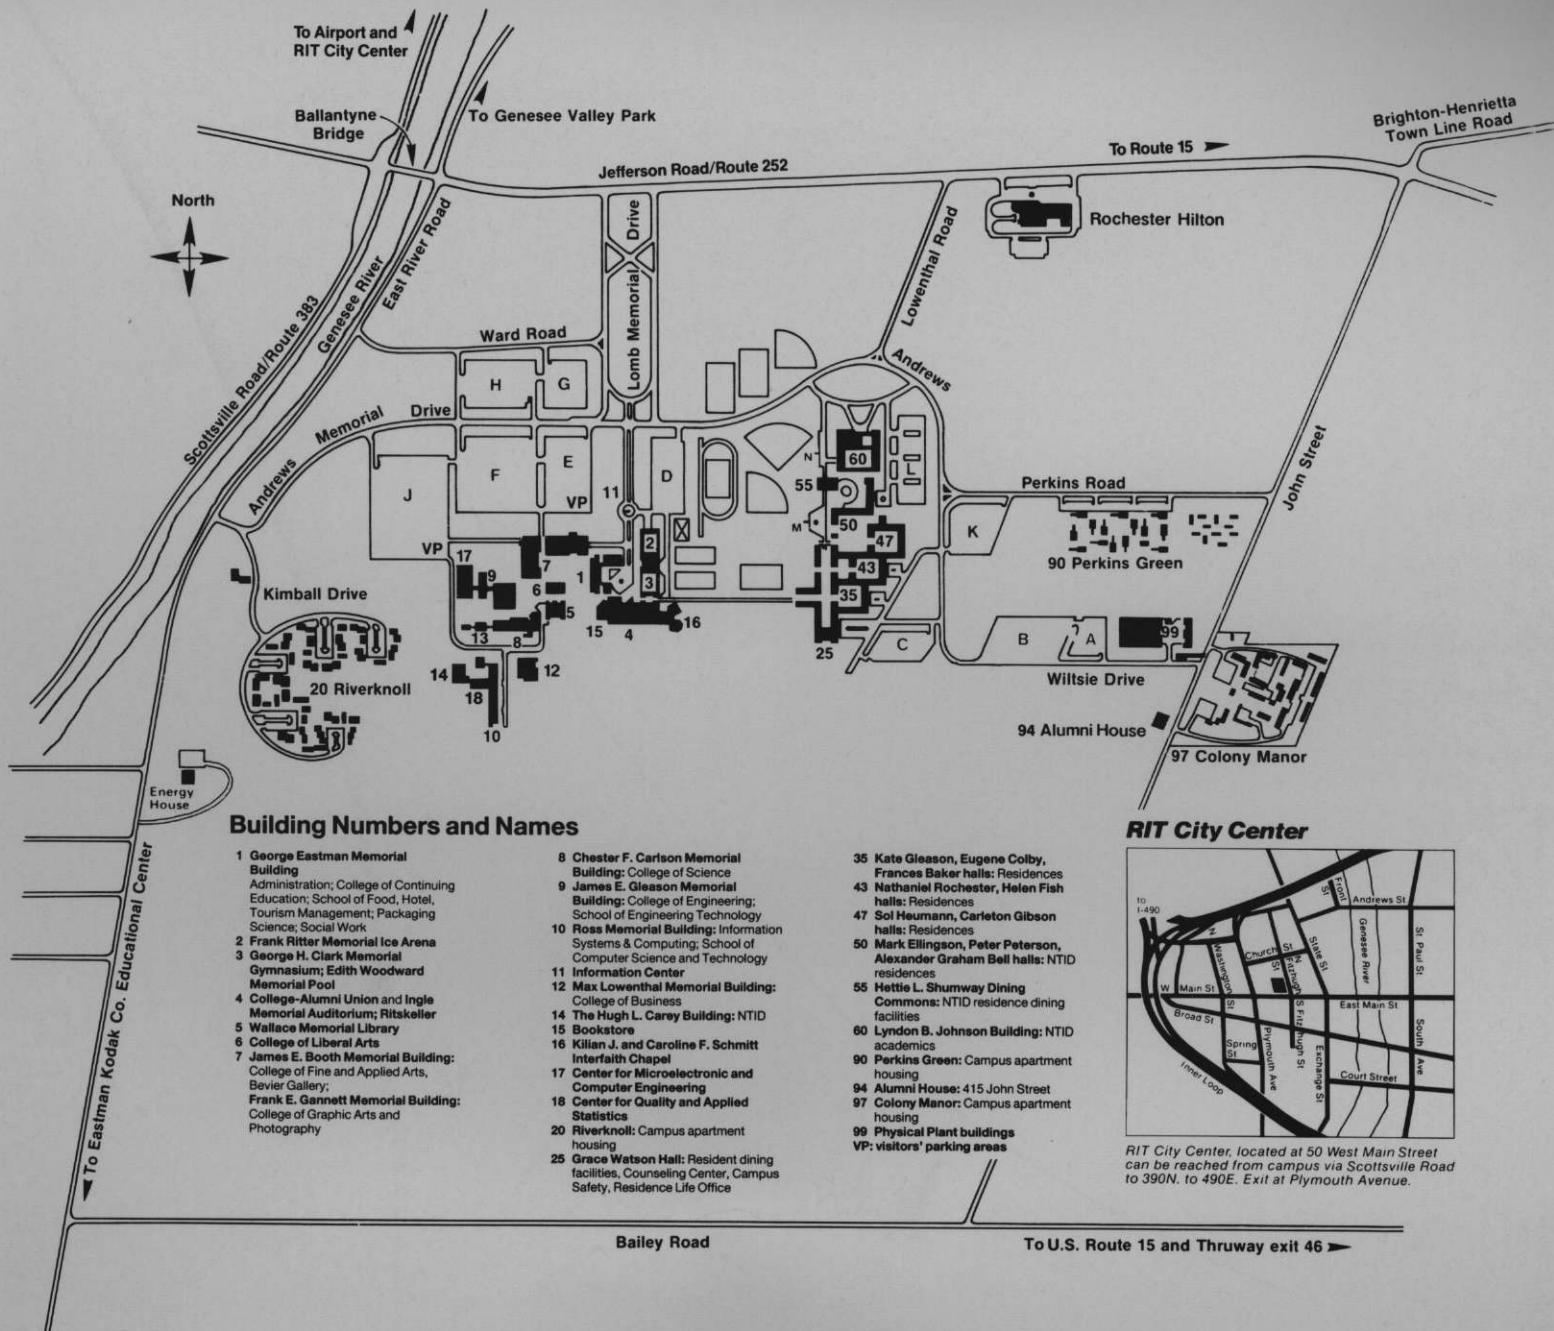 To Airport and
RIT City Center
Ballantyne
Bridge
To Genesee Valley Park
Brighton-Henrietta
Town Line Road
To Route 15
Jefferson Road/Route 252
North
Rochester Hilton
Scottsville Road/Route 383
Genesee River
East River Road
Lomb Memorial Drive
Lowenthal Road
Ward Road
Andrews
H
G
Andrews Memorial Drive
John Street
J
F
E
VP
11
D
N
60
L
55
Perkins Road
M
50
K
VP
17
9
7
2
47
90 Perkins Green
6
1
3
43
Kimball Drive
35
5
13
8
15
4
16
25
C
B
A
99
14
12
18
10
20 Riverknoll
Wiltsie Drive
94 Alumni House
97 Colony Manor
Energy
House
To Eastman Kodak Co. Educational Center
Building Numbers and Names
1 George Eastman Memorial
Building
Administration; College of Continuing
Education; School of Food, Hotel,
Tourism Management; Packaging
Science; Social Work
2 Frank Ritter Memorial Ice Arena
3 George H. Clark Memorial
Gymnasium; Edith Woodward
Memorial Pool
4 College-Alumni Union and Ingle
Memorial Auditorium; Ritskeller
5 Wallace Memorial Library
6 College of Liberal Arts
7 James E. Booth Memorial Building:
College of Fine and Applied Arts,
Bevier Gallery;
Frank E. Gannett Memorial Building:
College of Graphic Arts and
Photography
8 Chester F. Carlson Memorial
Building: College of Science
9 James E. Gleason Memorial
Building: College of Engineering;
School of Engineering Technology
10 Ross Memorial Building: Information
Systems & Computing; School of
Computer Science and Technology
11 Information Center
12 Max Lowenthal Memorial Building:
College of Business
14 The Hugh L. Carey Building: NTID
15 Bookstore
16 Kilian J. and Caroline F. Schmitt
Interfaith Chapel
17 Center for Microelectronic and
Computer Engineering
18 Center for Quality and Applied
Statistics
20 Riverknoll: Campus apartment
housing
25 Grace Watson Hall: Resident dining
facilities, Counseling Center, Campus
Safety, Residence Life Office
35 Kate Gleason, Eugene Colby,
Frances Baker halls: Residences
43 Nathaniel Rochester, Helen Fish
halls: Residences
47 Sol Heumann, Carleton Gibson
halls: Residences
50 Mark Ellingson, Peter Peterson,
Alexander Graham Bell halls: NTID
residences
55 Hettie L. Shumway Dining
Commons: NTID residence dining
facilities
60 Lyndon B. Johnson Building: NTID
academics
90 Perkins Green: Campus apartment
housing
94 Alumni House: 415 John Street
97 Colony Manor: Campus apartment
housing
99 Physical Plant buildings
VP: visitors' parking areas
RIT City Center
to
I-490
Front St
Andrews St
N Washington St
Church St
State St
N Fitzhugh St
Genesee River
St Paul St
W Main St
East Main St
Broad St
Spring
St
Plymouth Ave
S Fitzhugh St
Exchange St
South Ave
Court Street
Inner Loop
RIT City Center, located at 50 West Main Street
can be reached from campus via Scottsville Road
to 390N. to 490E. Exit at Plymouth Avenue.
Bailey Road
To U.S. Route 15 and Thruway exit 46